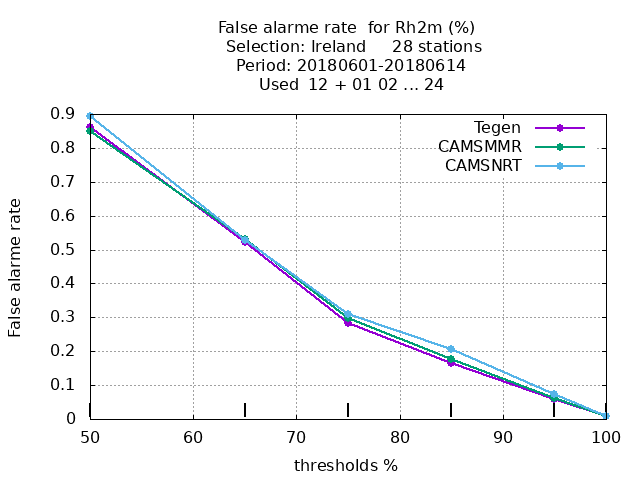 False alarme rate  for Rh2m (%)
Selection: Ireland     28 stations
Period: 20180601-20180614
Used  12 + 01 02 ... 24
Tegen
CAMSMMR
CAMSNRT
False alarme rate
0.9
0.8
0.7
0.6
0.5
0.4
0.3
0.2
0.1
0
50 60 70 80 90 100
thresholds %